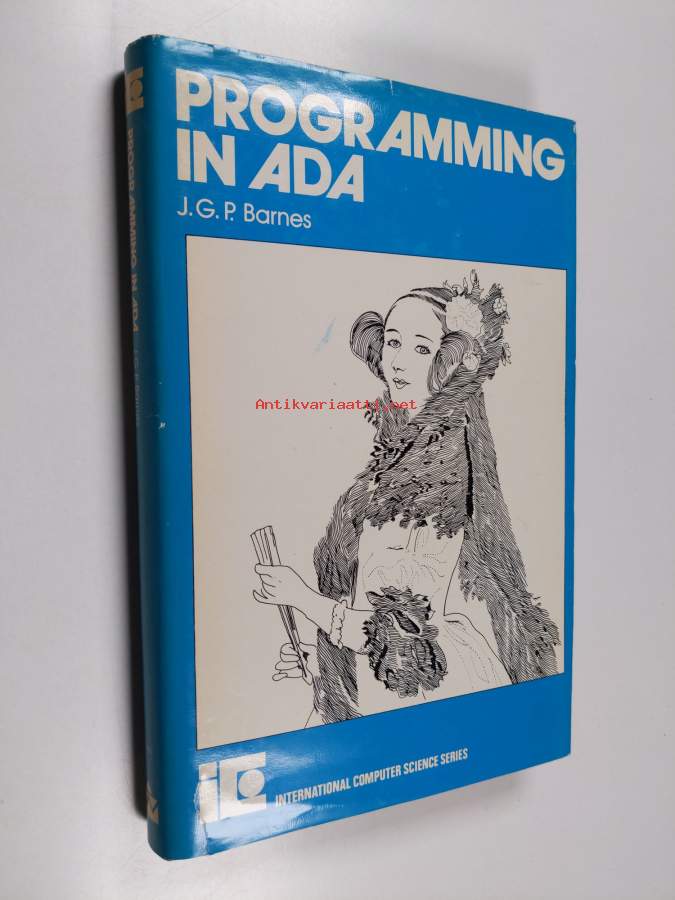 PROGRAMMING
IN ADA
J.G.P. Barnes
Antikvariaatti.net
INTERNATIONAL COMPUTER SCIENCE SERIES
PROGRAMMING IN ADA